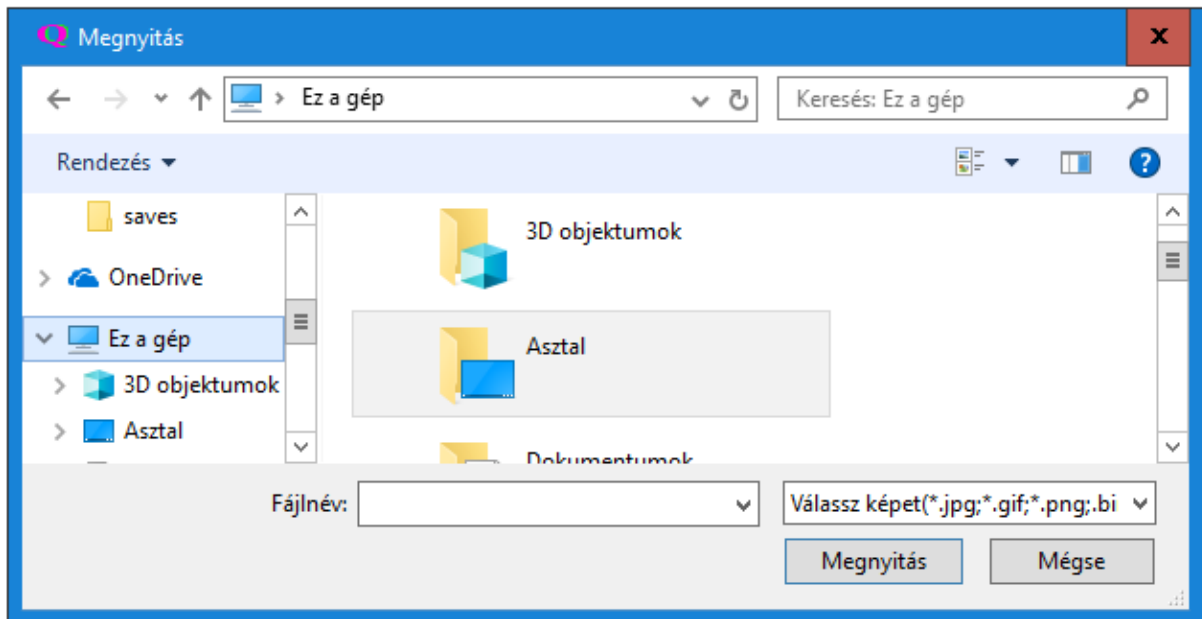 Megnyitás
Ez a gép
Keresés: Ez a gép
Rendezés
saves
OneDrive
Ez a gép
3D objektumok
Asztal
3D objektumok
Asztal
Dokumentumok
Fájlnév:
Válassz képet(*.jpg;*.gif;*.png;.bi
Megnyitás
Mégse